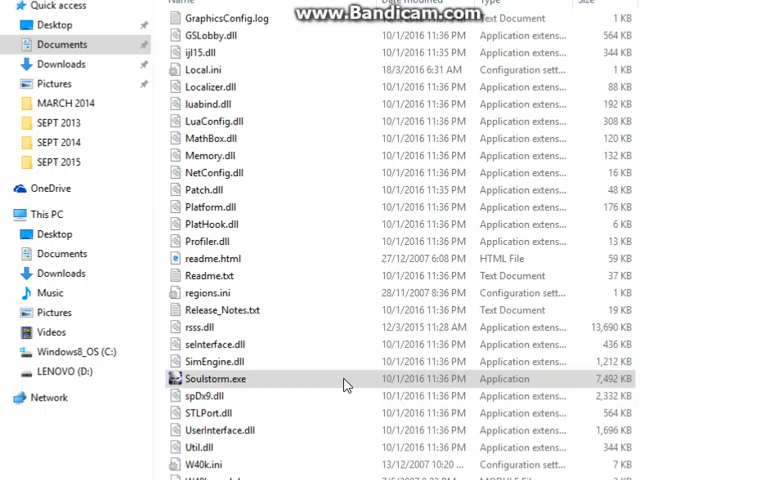 www.Bandicam.com
Quick access
Desktop
Documents
Downloads
Pictures
MARCH 2014
SEPT 2013
SEPT 2014
SEPT 2015
OneDrive
This PC
Desktop
Documents
Downloads
Music
Pictures
Videos
Windows8_OS (C:)
LENOVO (D:)
Network
Name Date modified Type Size
GraphicsConfig.log Text Document 1 KB
GSLobby.dll 10/1/2016 11:36 PM Application extens... 564 KB
ijl15.dll 10/1/2016 11:35 PM Application extens... 344 KB
Local.ini 18/3/2016 6:31 AM Configuration sett... 1 KB
Localizer.dll 10/1/2016 11:36 PM Application extens... 88 KB
luabind.dll 10/1/2016 11:36 PM Application extens... 192 KB
LuaConfig.dll 10/1/2016 11:36 PM Application extens... 308 KB
MathBox.dll 10/1/2016 11:36 PM Application extens... 120 KB
Memory.dll 10/1/2016 11:36 PM Application extens... 132 KB
NetConfig.dll 10/1/2016 11:36 PM Application extens... 16 KB
Patch.dll 10/1/2016 11:35 PM Application extens... 48 KB
Platform.dll 10/1/2016 11:36 PM Application extens... 176 KB
PlatHook.dll 10/1/2016 11:36 PM Application extens... 6 KB
Profiler.dll 10/1/2016 11:36 PM Application extens... 13 KB
readme.html 27/12/2007 6:08 PM HTML File 59 KB
Readme.txt 10/1/2016 11:36 PM Text Document 37 KB
regions.ini 28/11/2007 8:36 PM Configuration sett... 1 KB
Release_Notes.txt 10/1/2016 11:36 PM Text Document 19 KB
rsss.dll 12/3/2015 11:28 AM Application extens... 13,690 KB
seInterface.dll 10/1/2016 11:36 PM Application extens... 436 KB
SimEngine.dll 10/1/2016 11:36 PM Application extens... 1,212 KB
Soulstorm.exe 10/1/2016 11:36 PM Application 7,492 KB
spDx9.dll 10/1/2016 11:36 PM Application extens... 2,332 KB
STLPort.dll 10/1/2016 11:36 PM Application extens... 564 KB
UserInterface.dll 10/1/2016 11:36 PM Application extens... 1,696 KB
Util.dll 10/1/2016 11:36 PM Application extens... 344 KB
W40k.ini 13/12/2007 10:20 ... Configuration sett... 7 KB